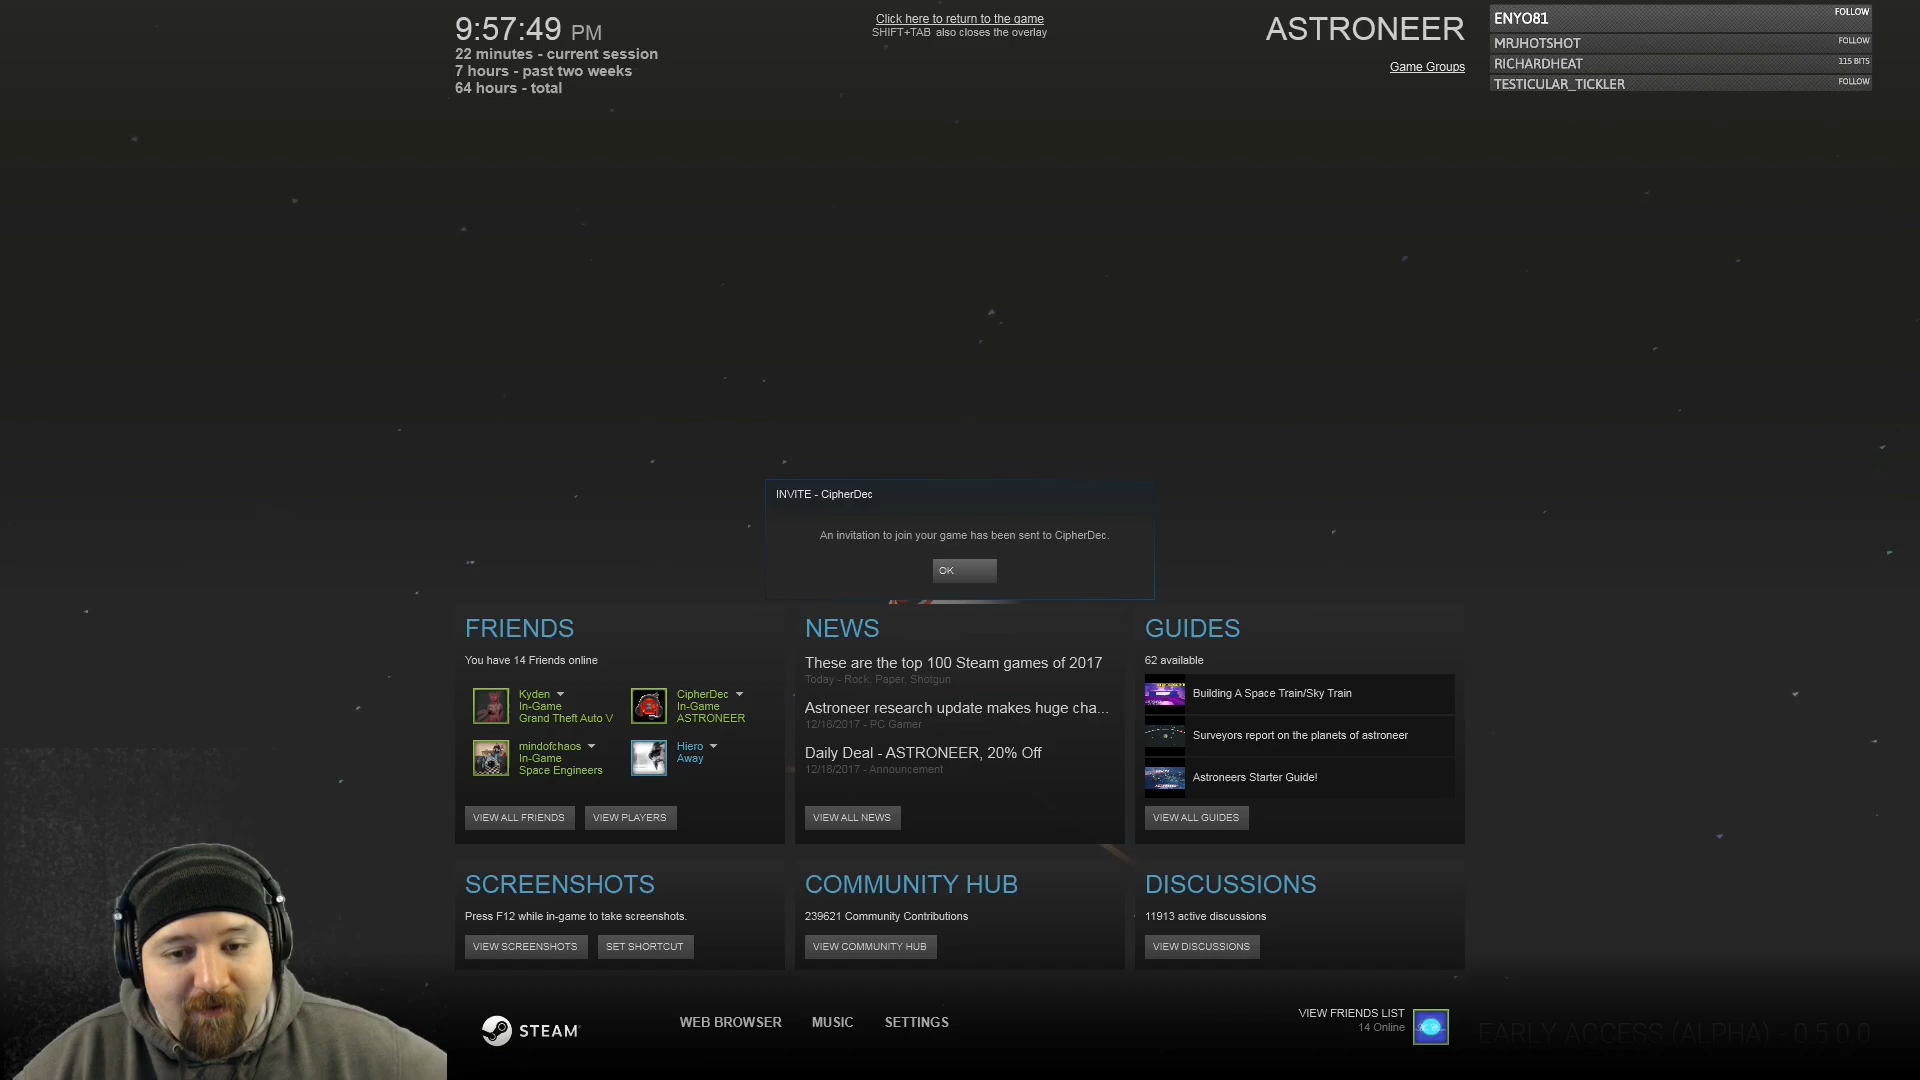 9:57:49 PM
22 minutes - current session
7 hours - past two weeks
64 hours - total
Click here to return to the game
SHIFT+TAB also closes the overlay
ASTRONEER
Game Groups
ENYO81 FOLLOW
MRJHOTSHOT FOLLOW
RICHARDHEAT 115 BITS
TESTICULAR_TICKLER FOLLOW
INVITE - CipherDec
An invitation to join your game has been sent to CipherDec.
OK
FRIENDS
You have 14 Friends online
Kyden
In-Game
Grand Theft Auto V
CipherDec
In-Game
ASTRONEER
mindofchaos
In-Game
Space Engineers
Hiero
Away
VIEW ALL FRIENDS
VIEW PLAYERS
NEWS
These are the top 100 Steam games of 2017
Today - Rock, Paper, Shotgun
Astroneer research update makes huge cha...
12/18/2017 - PC Gamer
Daily Deal - ASTRONEER, 20% Off
12/18/2017 - Announcement
VIEW ALL NEWS
GUIDES
62 available
Building A Space Train/Sky Train
Surveyors report on the planets of astroneer
Astroneers Starter Guide!
VIEW ALL GUIDES
SCREENSHOTS
Press F12 while in-game to take screenshots.
VIEW SCREENSHOTS
SET SHORTCUT
COMMUNITY HUB
239621 Community Contributions
VIEW COMMUNITY HUB
DISCUSSIONS
11913 active discussions
VIEW DISCUSSIONS
STEAM
WEB BROWSER
MUSIC
SETTINGS
VIEW FRIENDS LIST
14 Online
EARLY ACCESS (ALPHA) - 0.5.0.0